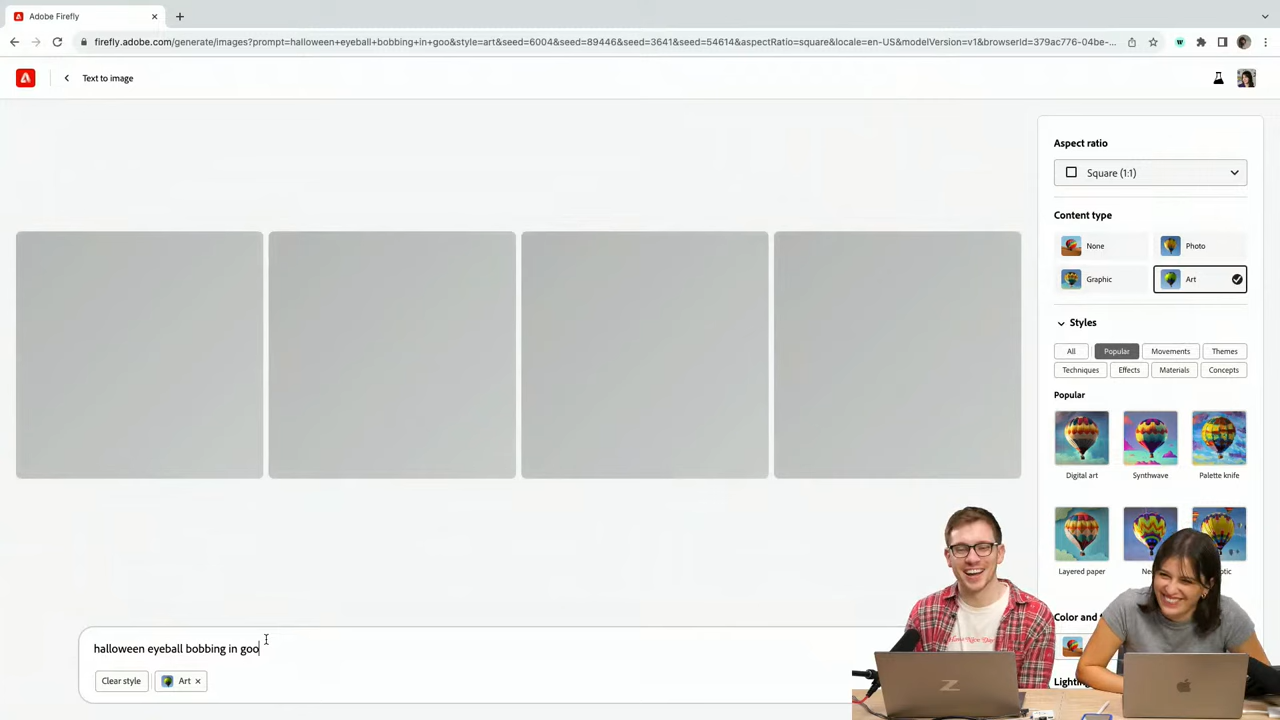 Adobe Firefly
firefly.adobe.com/generate/images?prompt=halloween+eyeball+bobbing+in+goo&style=art&seed=6004&seed=89446&seed=3641&seed=54614&aspectRatio=square&locale=en-US&modelVersion=v1&browserId=379ac776-04be-...
Text to image
Aspect ratio
Square (1:1)
Content type
None
Photo
Graphic
Art
Styles
All
Popular
Movements
Themes
Techniques
Effects
Materials
Concepts
Popular
Digital art
Synthwave
Palette knife
Layered paper
Color and
halloween eyeball bobbing in goo
Clear style
Art